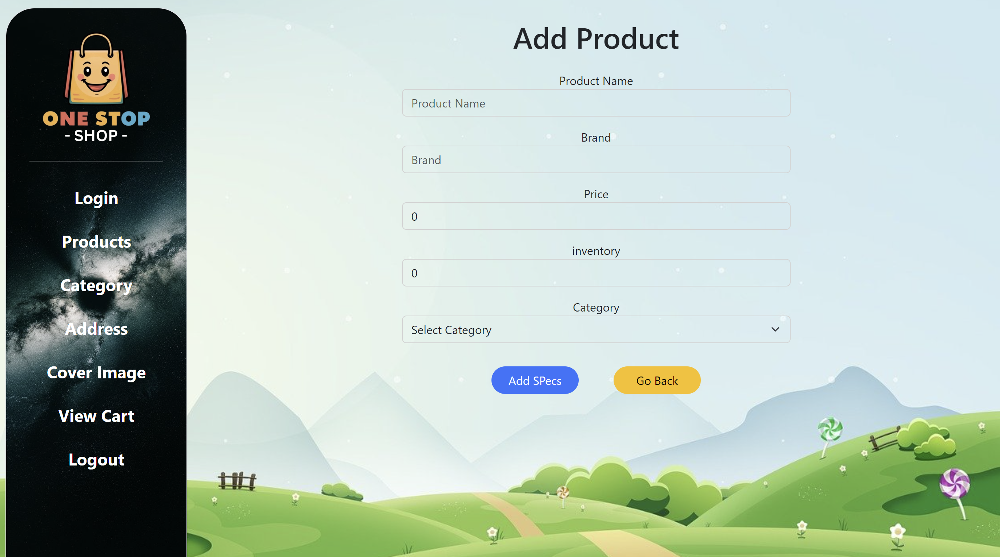 ONE STOP
- SHOP -
Login
Products
Category
Address
Cover Image
View Cart
Logout
Add Product
Product Name
Product Name
Brand
Brand
Price
0
inventory
0
Category
Select Category
Add SPecs
Go Back